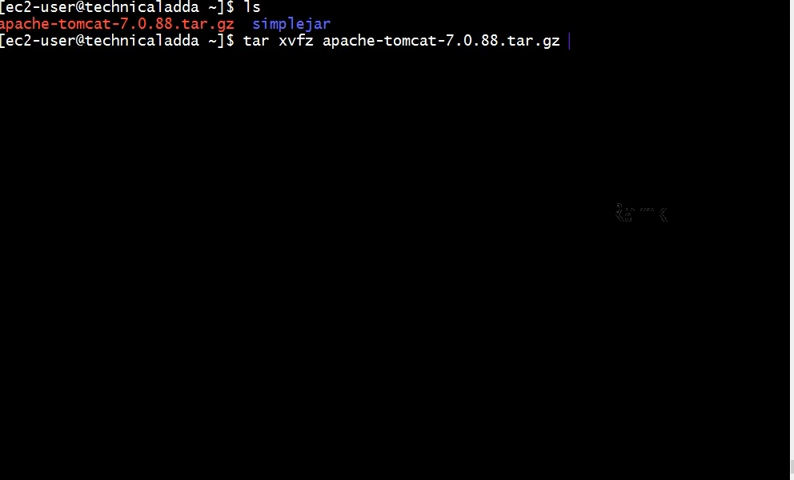 [ec2-user@technicaladda ~]$ ls
apache-tomcat-7.0.88.tar.gz  simplejar
[ec2-user@technicaladda ~]$ tar xvfz apache-tomcat-7.0.88.tar.gz